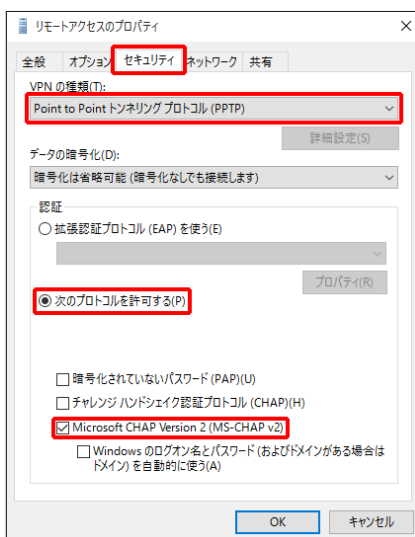 リモートアクセスのプロパティ
全般 オプション セキュリティ ネットワーク 共有
VPN の種類(T):
Point to Point トンネリング プロトコル (PPTP)
詳細設定(S)
データの暗号化(D):
暗号化は省略可能 (暗号化なしでも接続します)
認証
拡張認証プロトコル (EAP) を使う(E)
プロパティ(R)
次のプロトコルを許可する(P)
暗号化されていないパスワード (PAP)(U)
チャレンジ ハンドシェイク認証プロトコル (CHAP)(H)
Microsoft CHAP Version 2 (MS-CHAP v2)
Windows のログオン名とパスワード (およびドメインがある場合は
ドメイン) を自動的に使う(A)
OK キャンセル